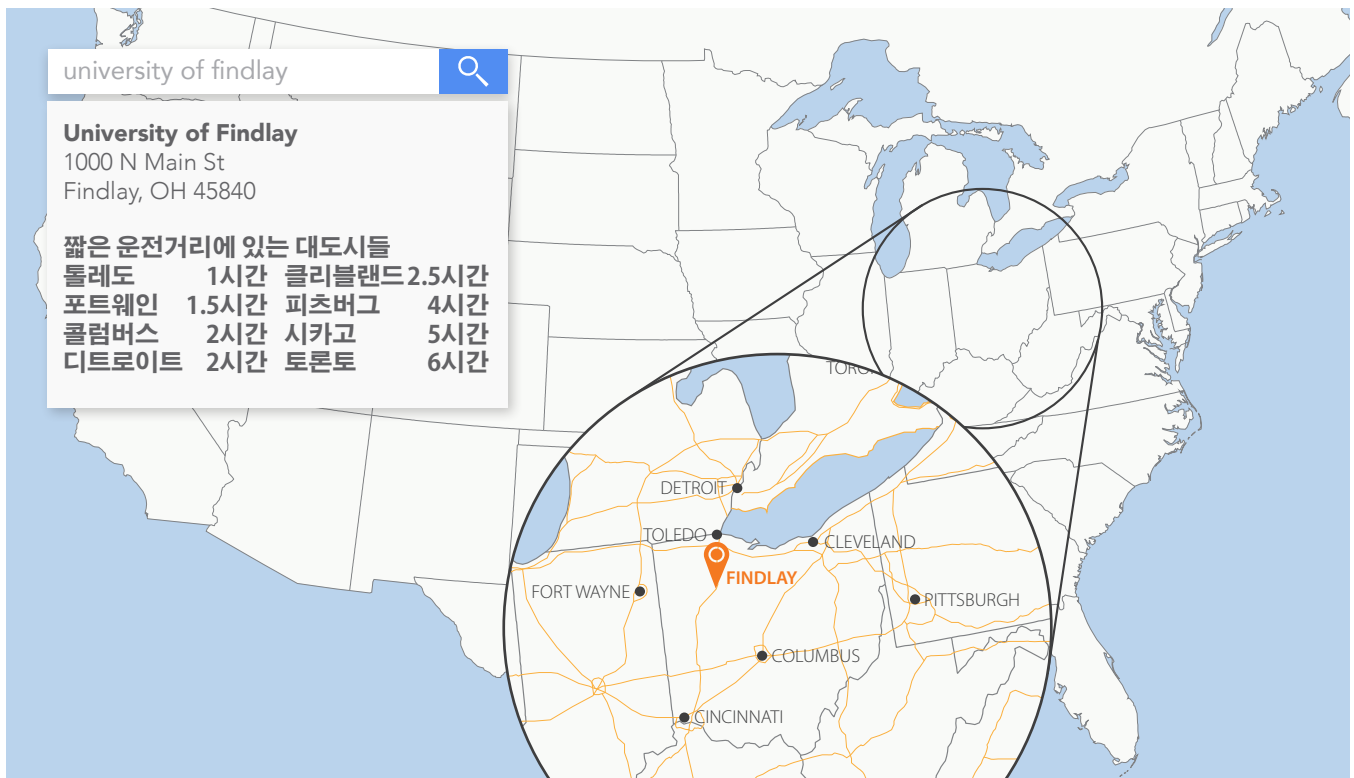 university of findlay
University of Findlay
1000 N Main St
Findlay, OH 45840
짧은 운전거리에 있는 대도시들
톨레도 1시간 클리블랜드 2.5시간
포트웨인 1.5시간 피츠버그 4시간
콜럼버스 2시간 시카고 5시간
디트로이트 2시간 토론토 6시간
TORO
DETROIT
TOLEDO
CLEVELAND
FINDLAY
FORT WAYNE
PITTSBURGH
COLUMBUS
CINCINNATI